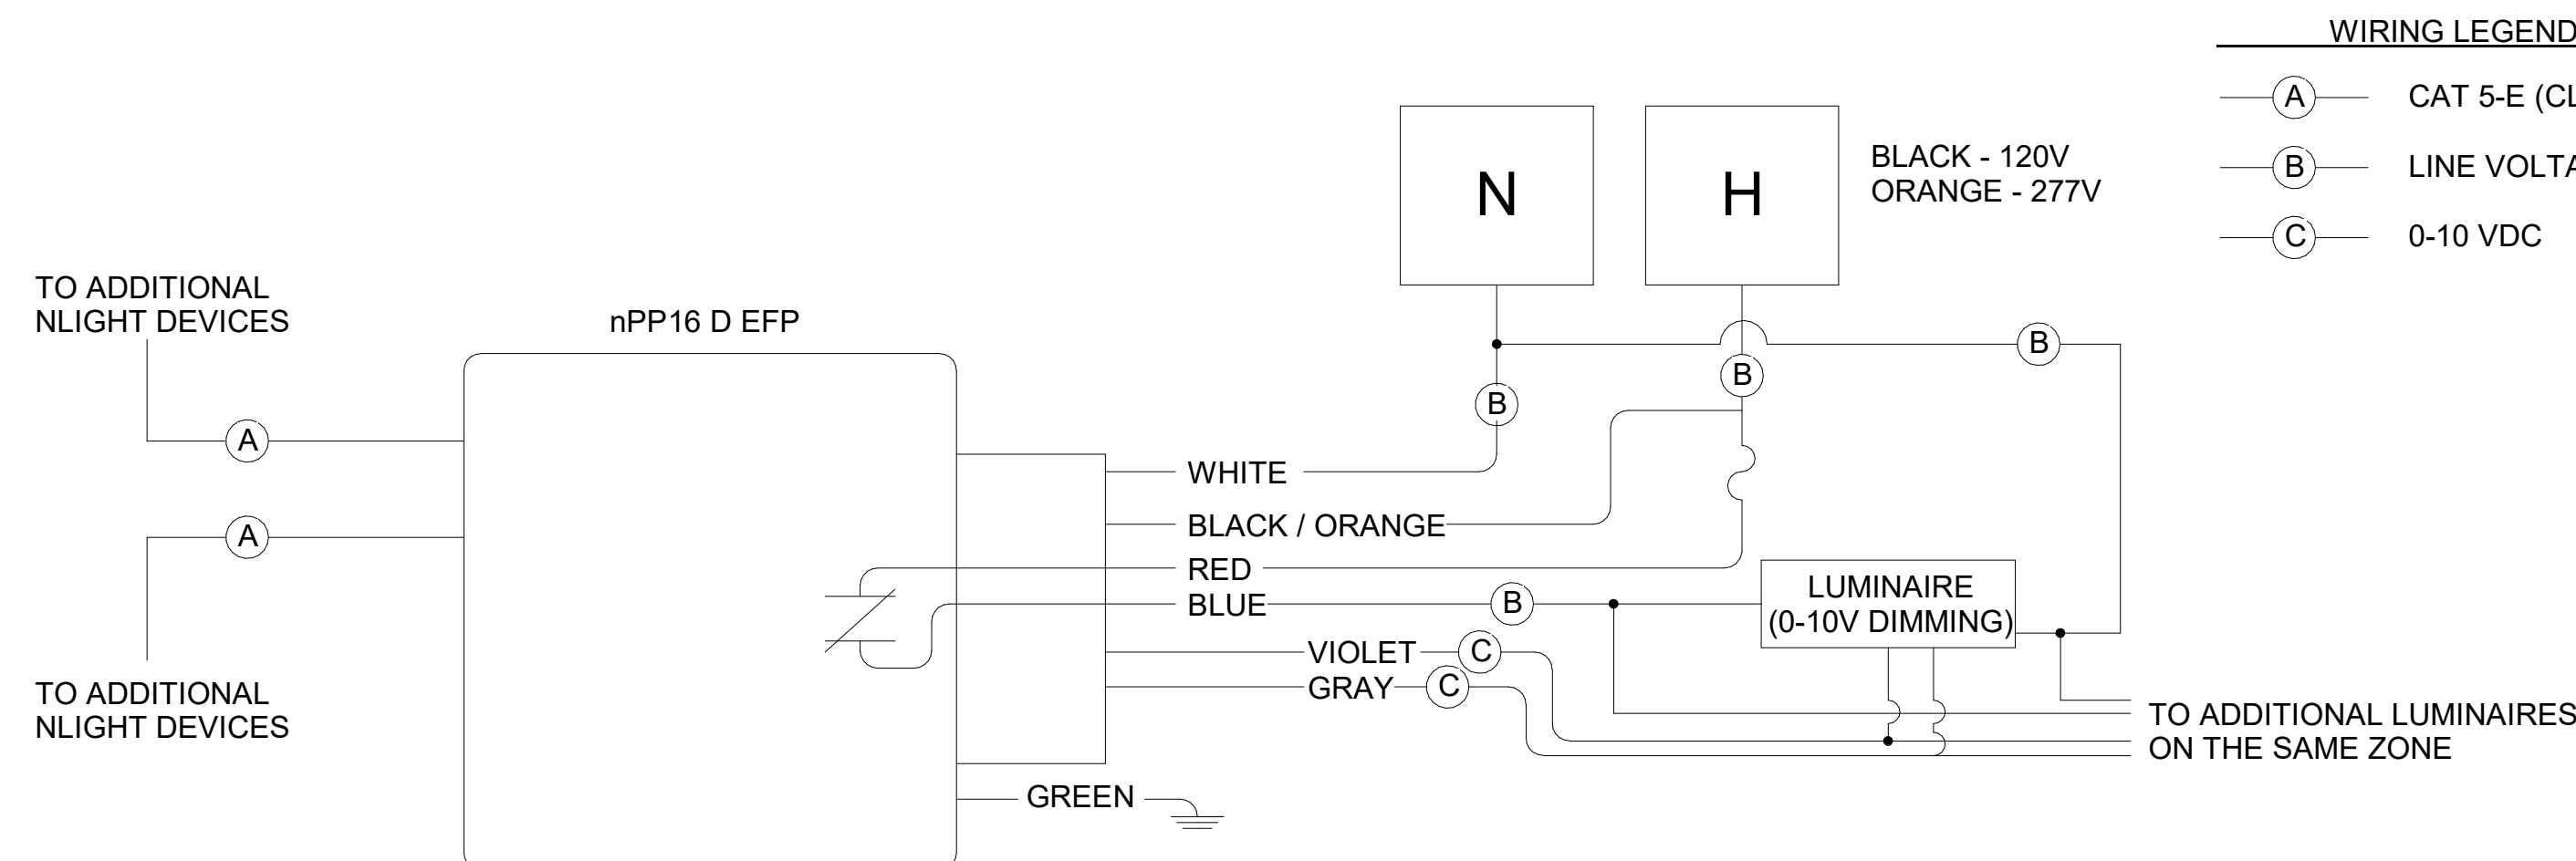 WIRING LEGEND
A CAT 5-E
B LINE
C 0-10 VDC
N
H
BLACK - 120V
ORANGE - 277V
TO ADDITIONAL
NLIGHT DEVICES
nPP16 D EFP
A
A
TO ADDITIONAL
NLIGHT DEVICES
B
B
B
WHITE
BLACK / ORANGE
RED
BLUE
B
VIOLET
C
GRAY
C
GREEN
LUMINAIRE
(0-10V DIMMING)
TO ADDITIONAL LUMINAIRES
ON THE SAME ZONE